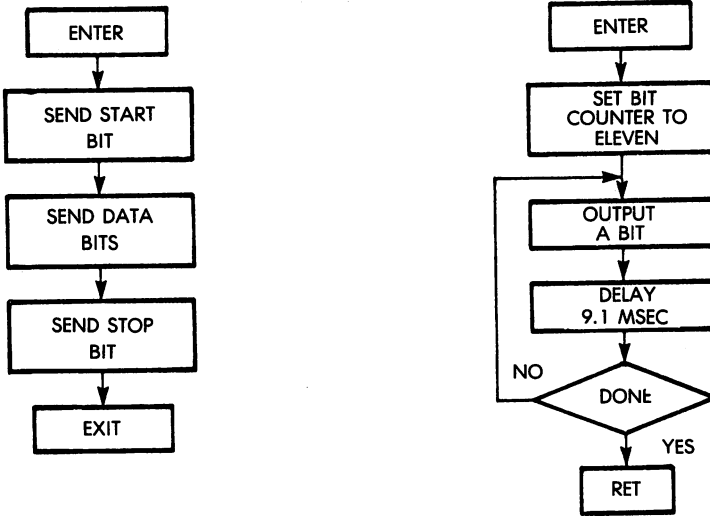 ENTER
SEND START
BIT
SEND DATA
BITS
SEND STOP
BIT
EXIT
ENTER
SET BIT
COUNTER TO
ELEVEN
OUTPUT
A BIT
DELAY
9.1 MSEC
NO
DONE
YES
RET